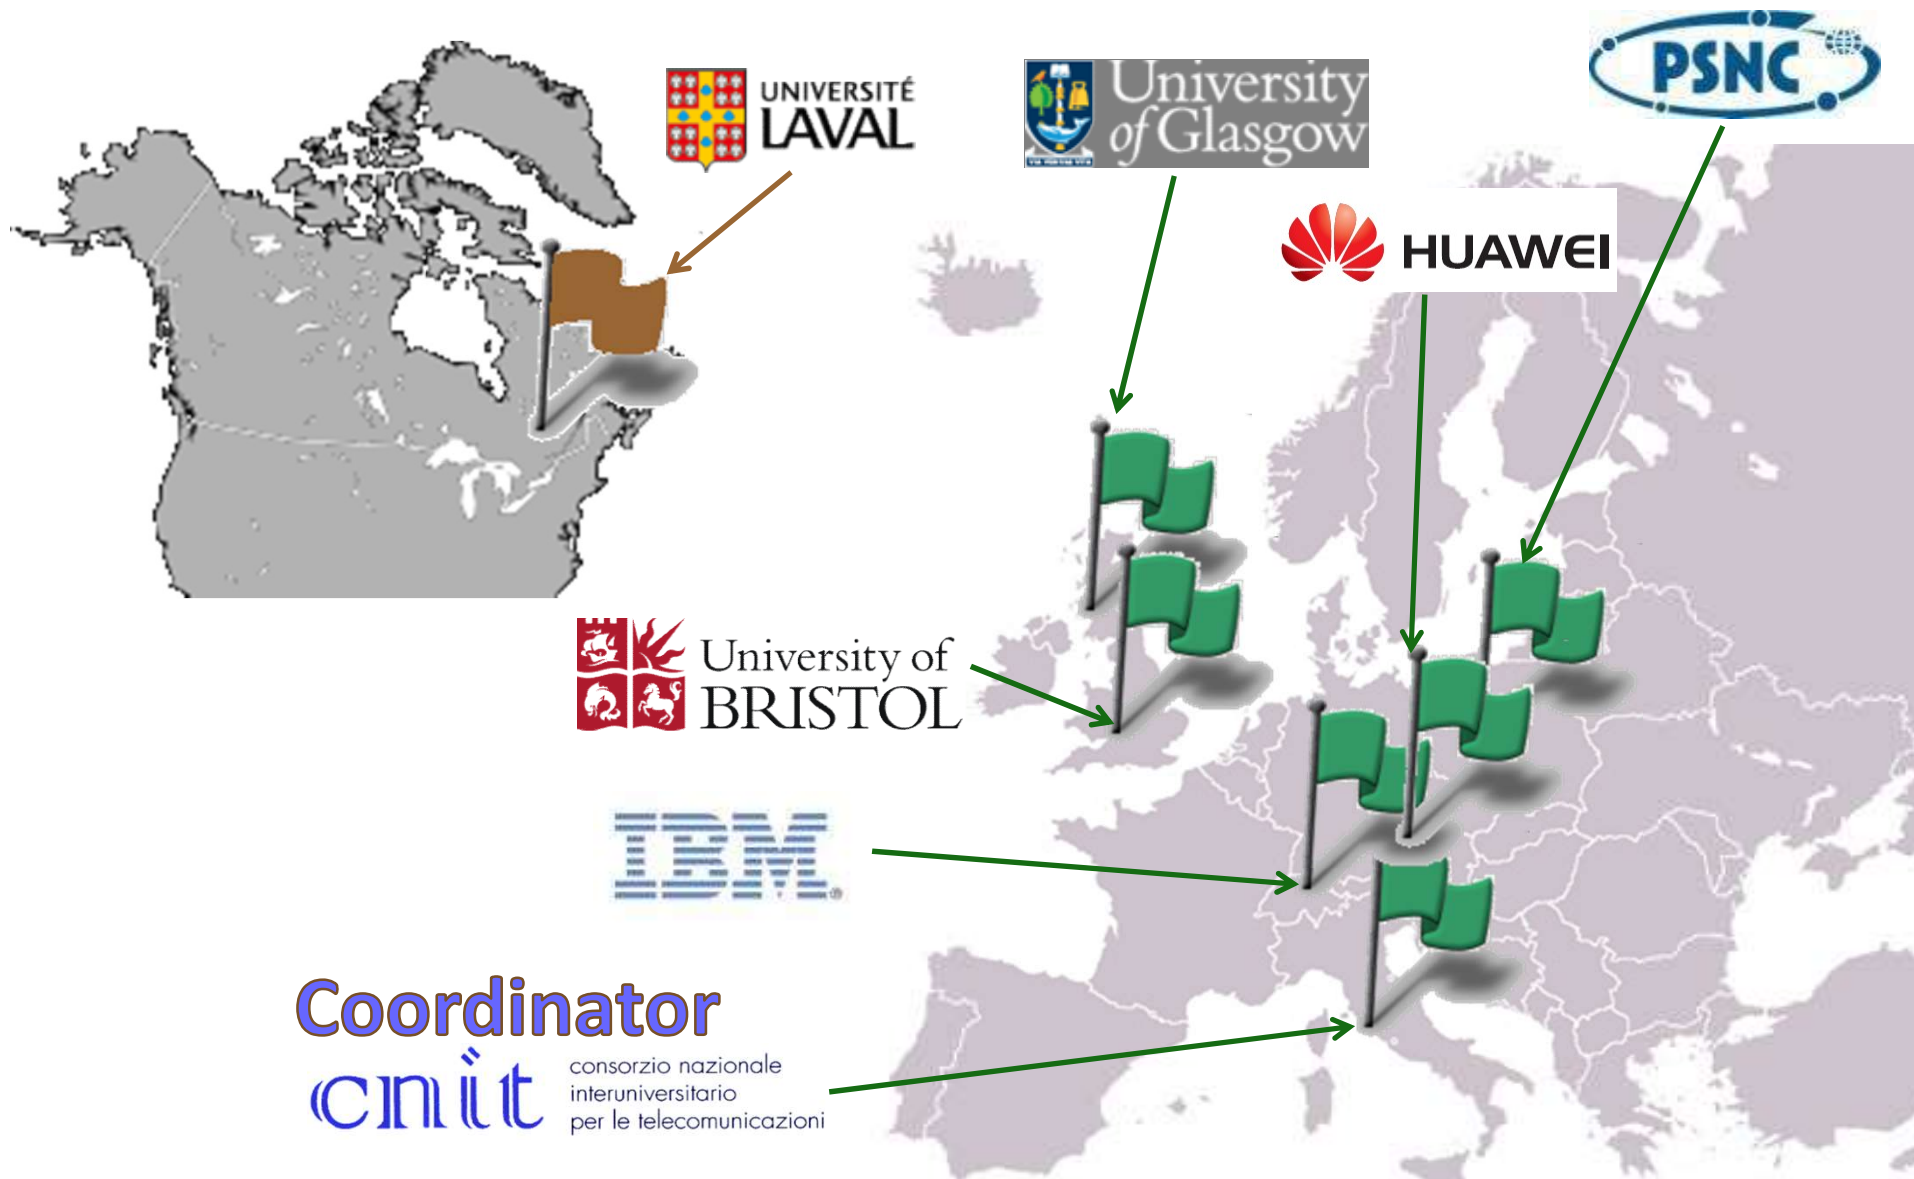 UNIVERSITÉ
LAVAL
University
of Glasgow
PSNC
HUAWEI
University of
BRISTOL
IBM
Coordinator
cnit
consorzio nazionale
interuniversitario
per le telecomunicazioni